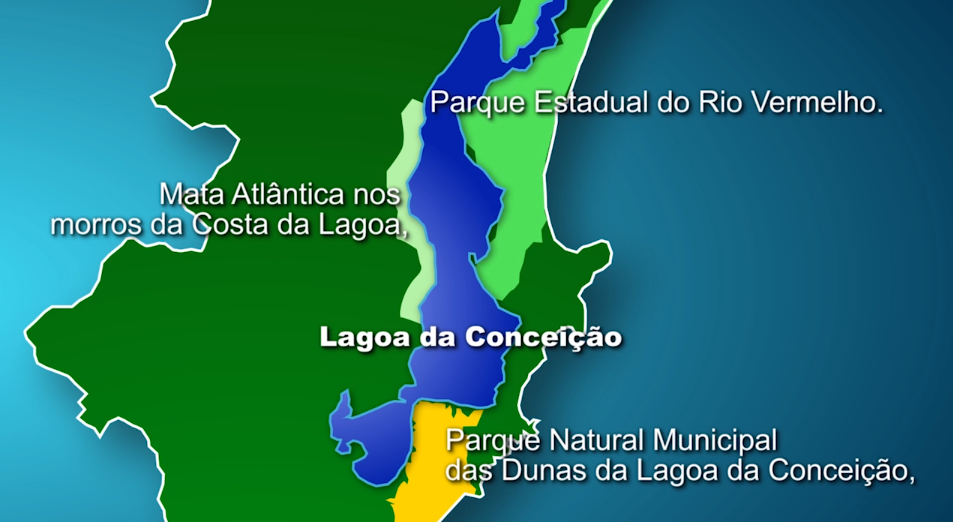 Parque Estadual do Rio Vermelho.
Mata Atlântica nos
morros da Costa da Lagoa,
Lagoa da Conceição
Parque Natural Municipal
das Dunas da Lagoa da Conceição,